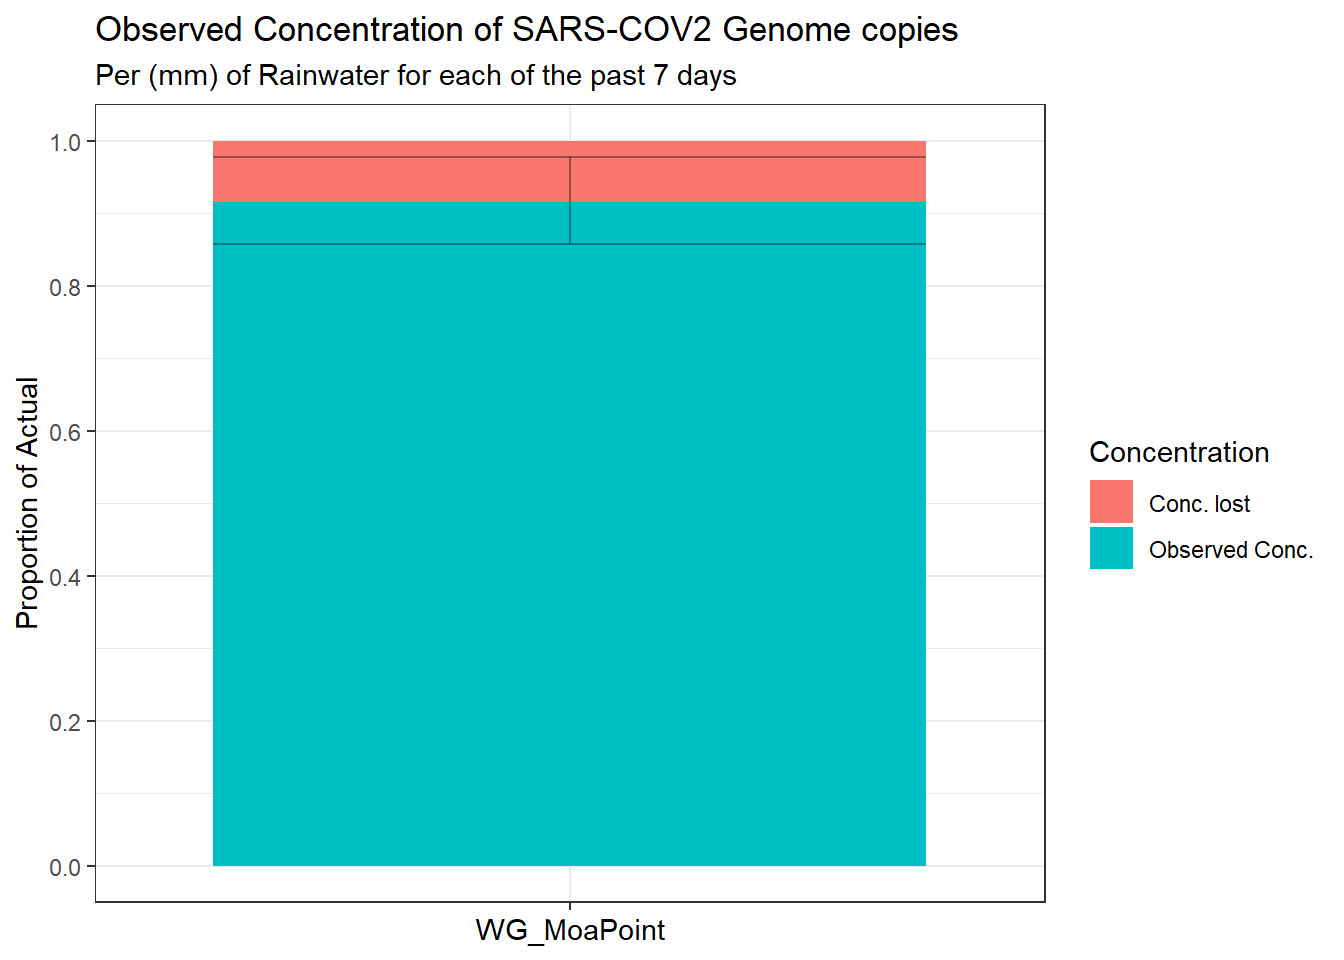 Observed Concentration of SARS-COV2 Genome copies
Per (mm) of Rainwater for each of the past 7 days
1.0
0.8
0.6
0.4
0.2
0.0
Proportion of Actual
WG_MoaPoint
Concentration
Conc. lost
Observed Conc.